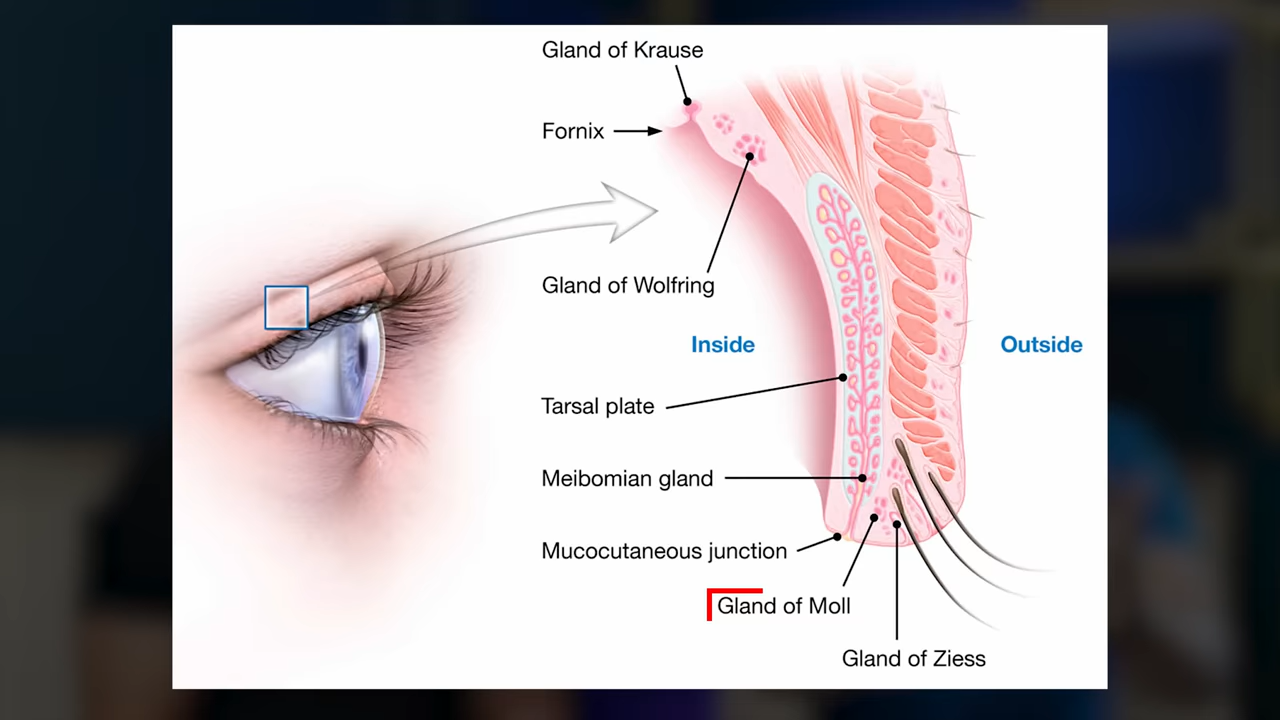 Gland of Krause
Fornix
Gland of Wolfring
Inside
Outside
Tarsal plate
Meibomian gland
Mucocutaneous junction
Gland of Moll
Gland of Ziess